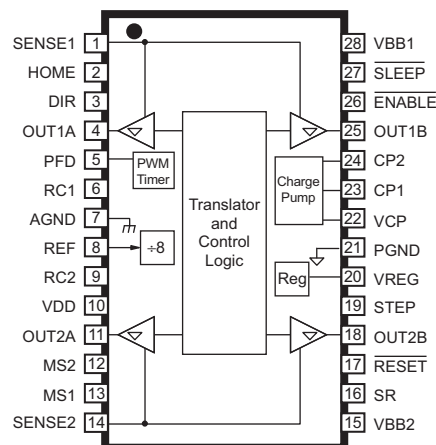 SENSE1 1
HOME 2
DIR 3
OUT1A 4
PFD 5
RC1 6
AGND 7
REF 8
RC2 9
VDD 10
OUT2A 11
MS2 12
MS1 13
SENSE2 14
PWM
Timer
÷8
Translator
and
Control
Logic
Charge
Pump
Reg
28 VBB1
27 SLEEP
26 ENABLE
25 OUT1B
24 CP2
23 CP1
22 VCP
21 PGND
20 VREG
19 STEP
18 OUT2B
17 RESET
16 SR
15 VBB2